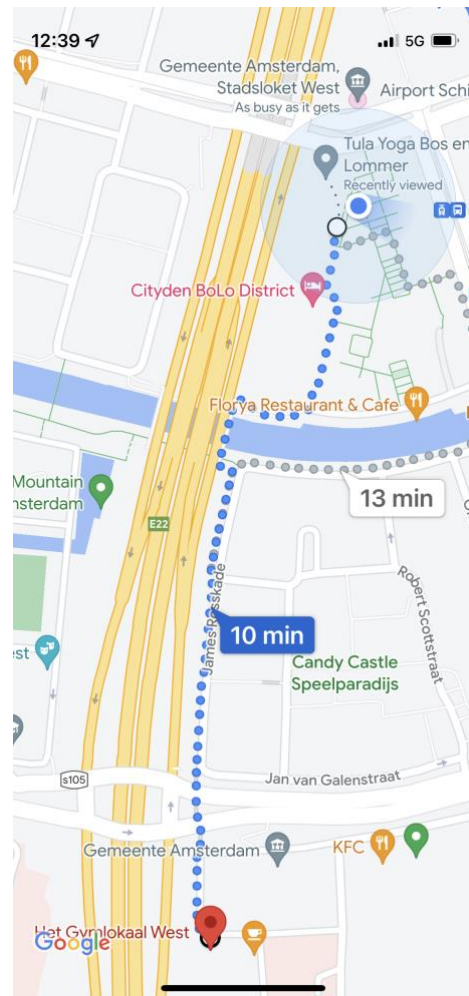 12:39
5G
Gemeente Amsterdam,
Stadsloket West
As busy as it gets
Airport Schi
Tula Yoga Bos en
Lommer
Recently viewed
Cityden BoLo District
Florya Restaurant & Cafe
Mountain
nsterdam
13 min
E22
James Rosskade
10 min
Robert Scottstraat
st
Candy Castle
Speelparadijs
s105
Jan van Galenstraat
Gemeente Amsterdam
KFC
Het Gymlokaal West
Google